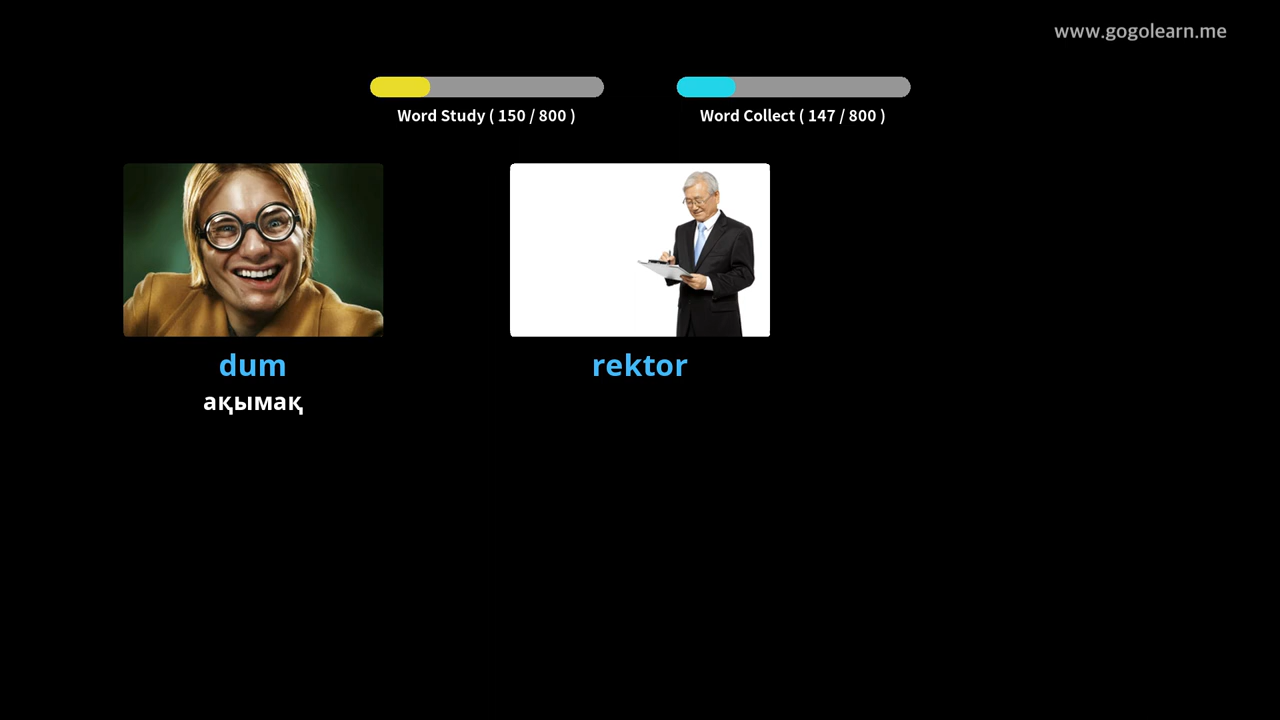 www.gogolearn.me
Word Study ( 150 / 800 )
Word Collect ( 147 / 800 )
dum
ақымақ
rektor